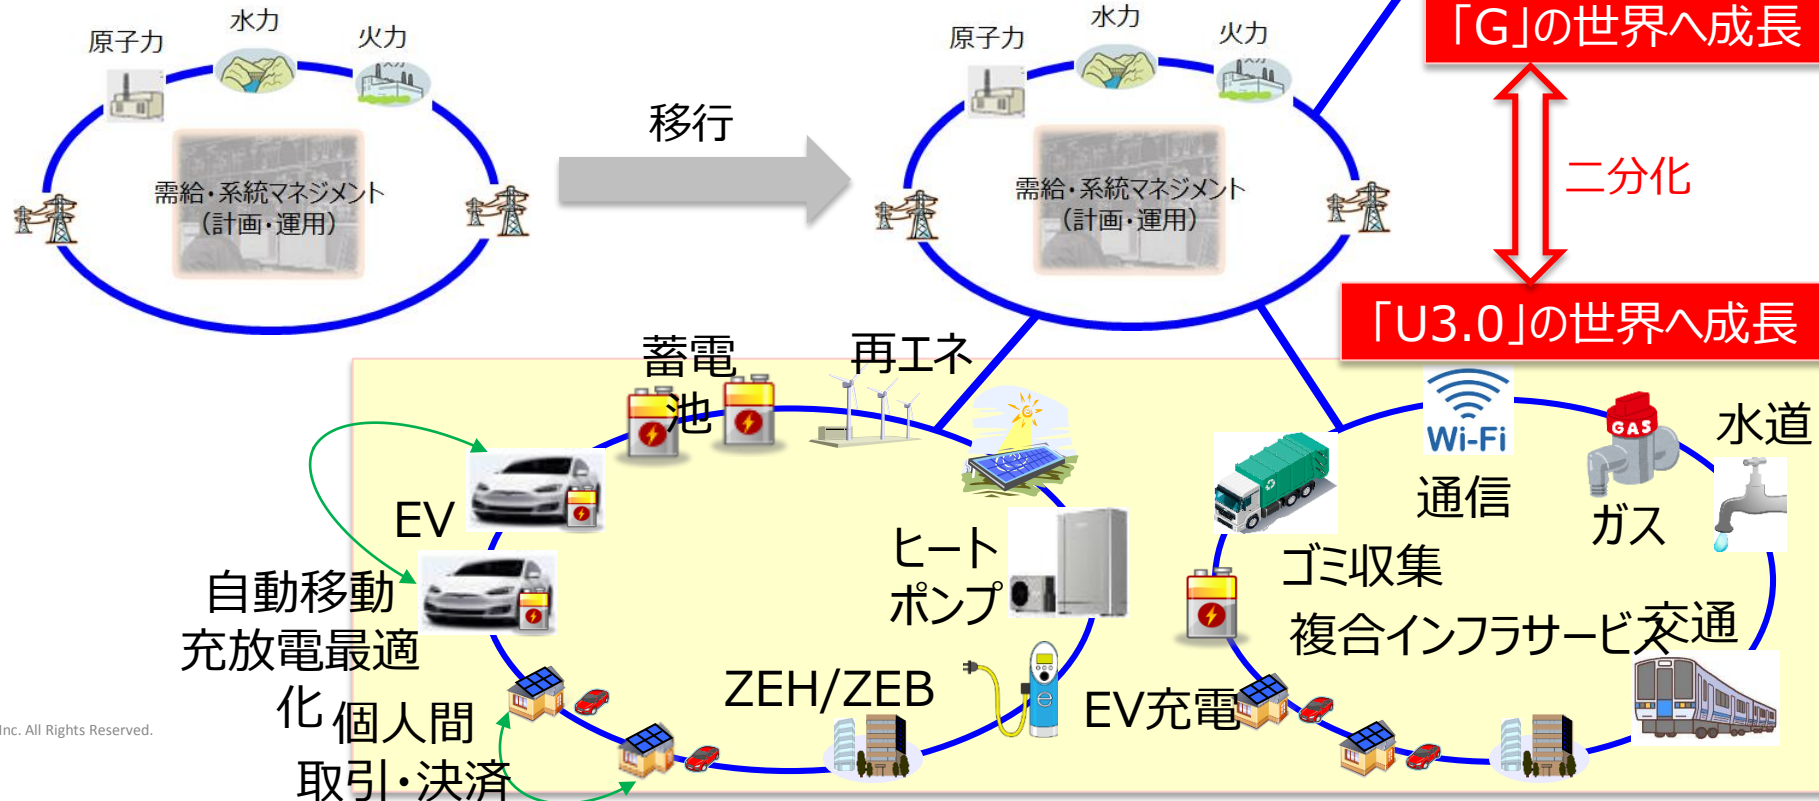 水力
原子力
火力
需給・系統マネジメント
（計画・運用）
移行
水力
原子力
火力
需給・系統マネジメント
（計画・運用）
「G」の世界へ成長
二分化
「U3.0」の世界へ成長
蓄電
池
再エネ
EV
自動移動
充放電最適
化
個人間
取引・決済
ヒート
ポンプ
ZEH/ZEB
EV充電
Wi-Fi
通信
GAS
ガス
水道
ゴミ収集
複合インフラサービス
交通
e
Inc. All Rights Reserved.